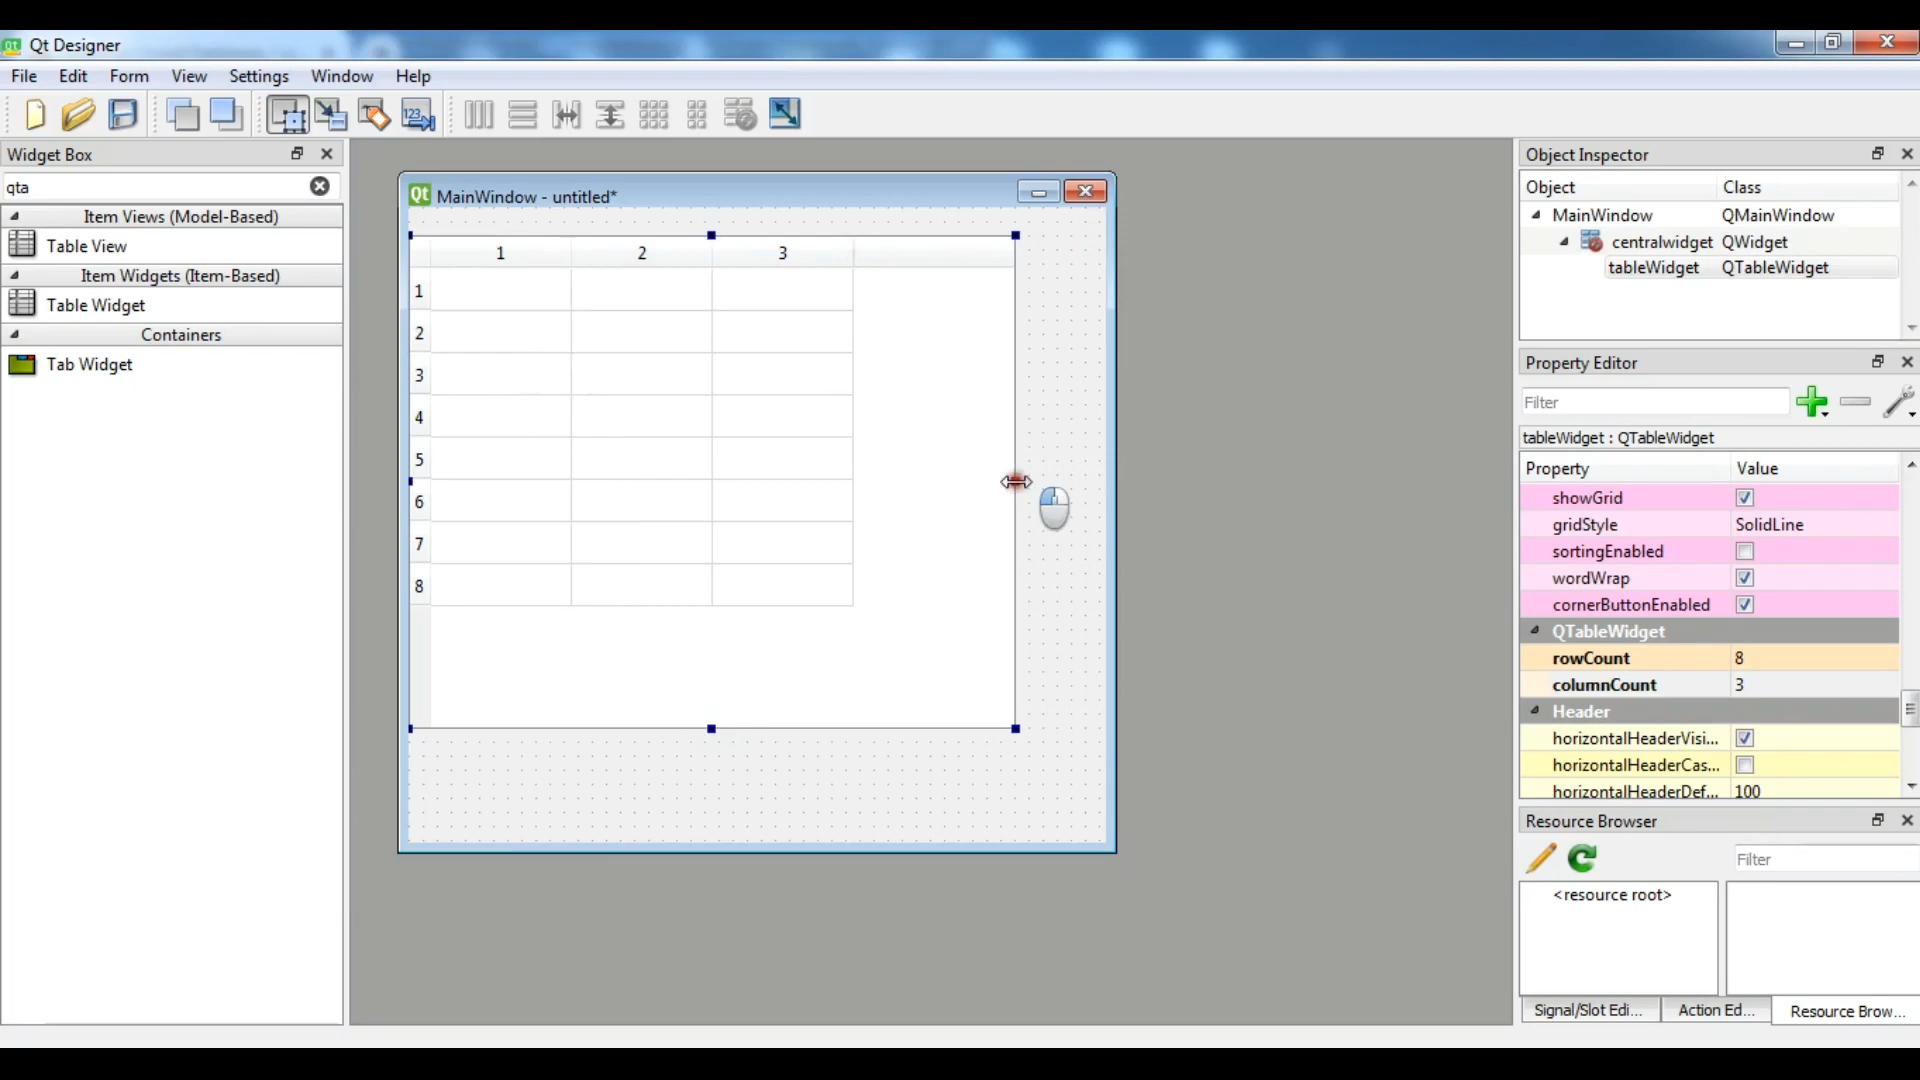 Qt Designer
File Edit Form View Settings Window Help
Widget Box
qta
Item Views (Model-Based)
Table View
Item Widgets (Item-Based)
Table Widget
Containers
Tab Widget
Qt MainWindow - untitled*
1 2 3
1
2
3
4
5
6
7
8
Object Inspector
Object Class
MainWindow QMainWindow
centralwidget QWidget
tableWidget QTableWidget
Property Editor
Filter
tableWidget : QTableWidget
Property Value
showGrid
gridStyle SolidLine
sortingEnabled
wordWrap
cornerButtonEnabled
QTableWidget
rowCount 8
columnCount 3
Header
horizontalHeaderVisi...
horizontalHeaderCas...
horizontalHeaderDef... 100
Resource Browser
Filter
<resource root>
Signal/Slot Edi... Action Ed... Resource Brow...